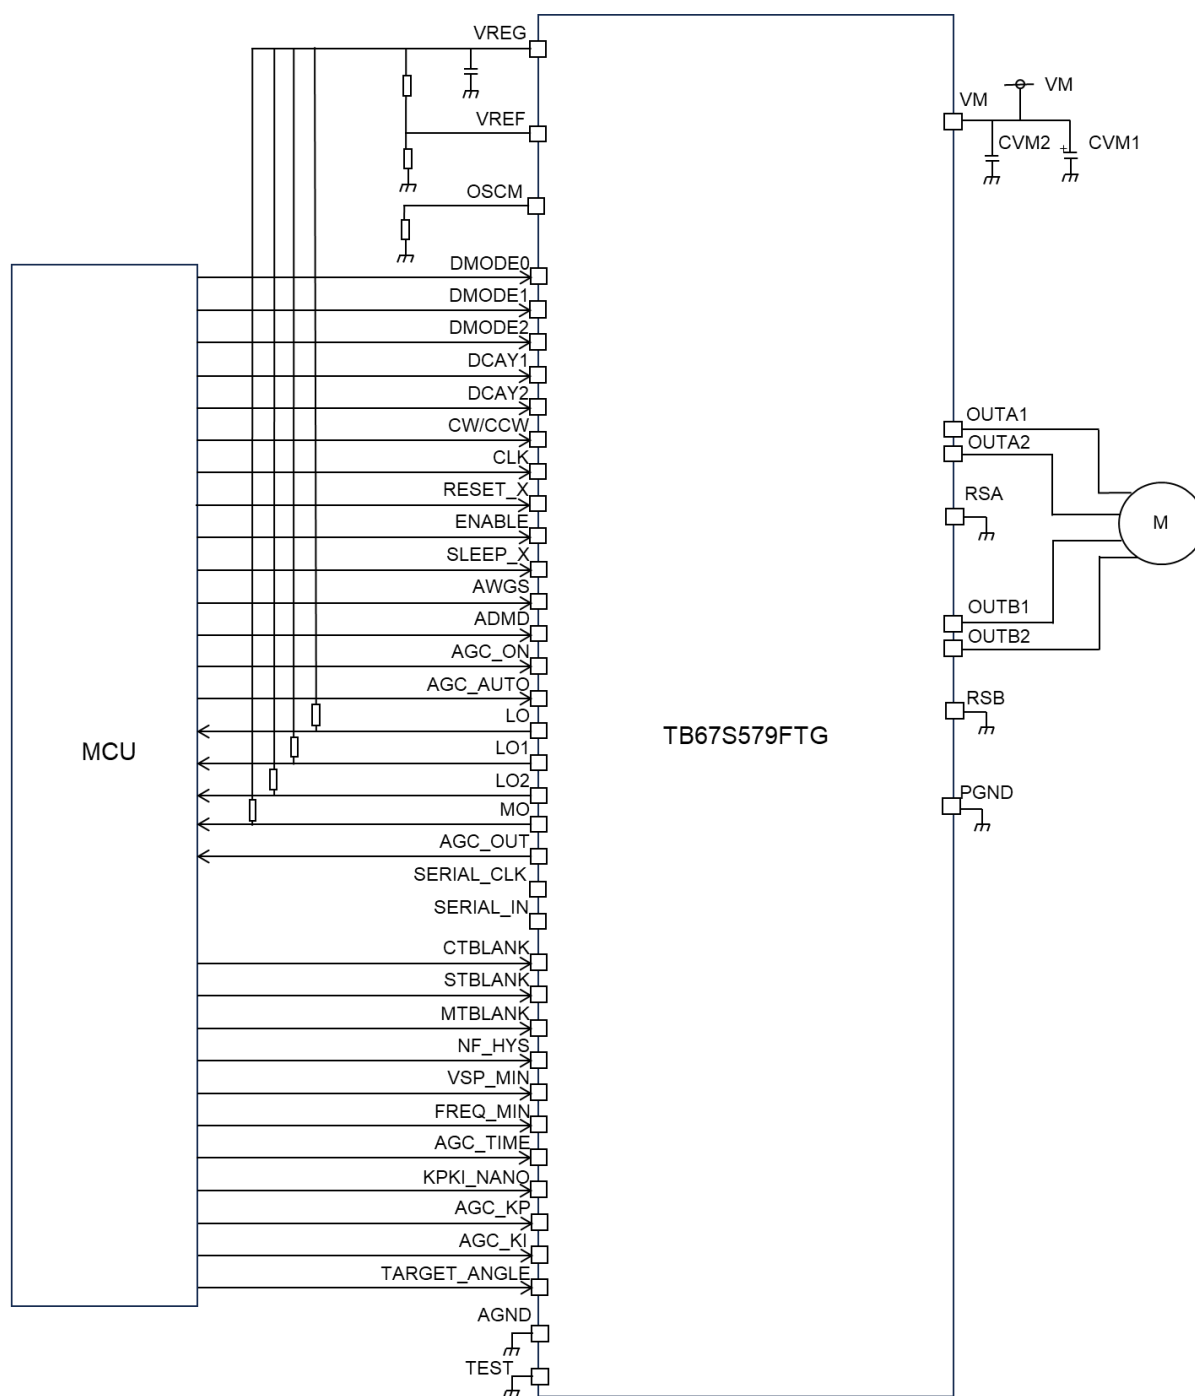 VREG
VM
VM
VREF
CVM2
CVM1
+
OSCM
DMODE0
DMODE1
DMODE2
DCAY1
DCAY2
CW/CCW
CLK
RESET_X
ENABLE
SLEEP_X
AWGS
ADMD
AGC_ON
AGC_AUTO
LO
LO1
LO2
MO
AGC_OUT
SERIAL_CLK
SERIAL_IN
CTBLANK
STBLANK
MTBLANK
NF_HYS
VSP_MIN
FREQ_MIN
AGC_TIME
KPKI_NANO
AGC_KP
AGC_KI
TARGET_ANGLE
AGND
TEST
MCU
TB67S579FTG
OUTA1
OUTA2
RSA
M
OUTB1
OUTB2
RSB
PGND